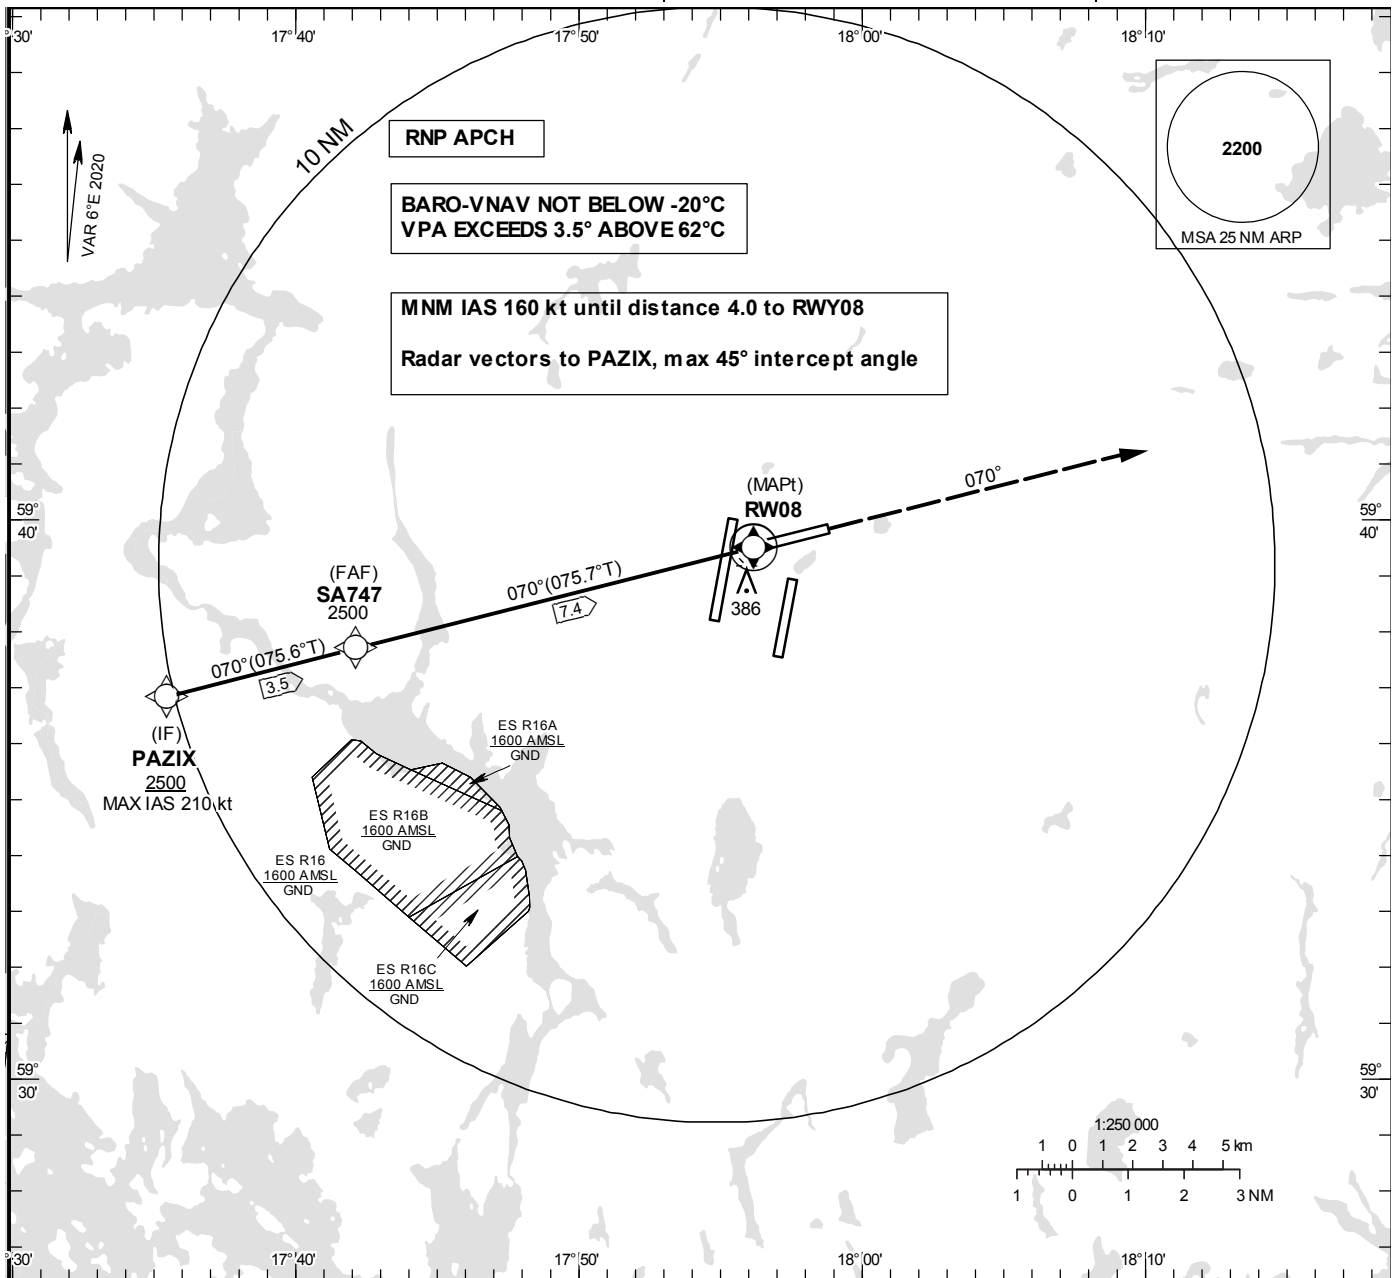 °30'
17°40'
17°50'
18°00'
18°10'
10 NM
VAR 6°E 2020
RNP APCH
BARO-VNAV NOT BELOW -20°C
VPA EXCEEDS 3.5° ABOVE 62°C
MNM IAS 160 kt until distance 4.0 to RWY08
Radar vectors to PAZIX, max 45° intercept angle
2200
MSA 25 NM ARP
070°
(MAPt)
RW08
59°
40'
59°
40'
(FAF)
SA747
2500
070°(075.7°T)
7.4
386
070°(075.6°T)
3.5
(IF)
PAZIX
2500
MAX IAS 210 kt
ES R16A
1600 AMSL
GND
ES R16B
1600 AMSL
GND
ES R16
1600 AMSL
GND
ES R16C
1600 AMSL
GND
59°
30'
59°
30'
1:250 000
1 0 1 2 3 4 5 km
1 0 1 2 3 NM
°30'
17°40'
17°50'
18°00'
18°10'